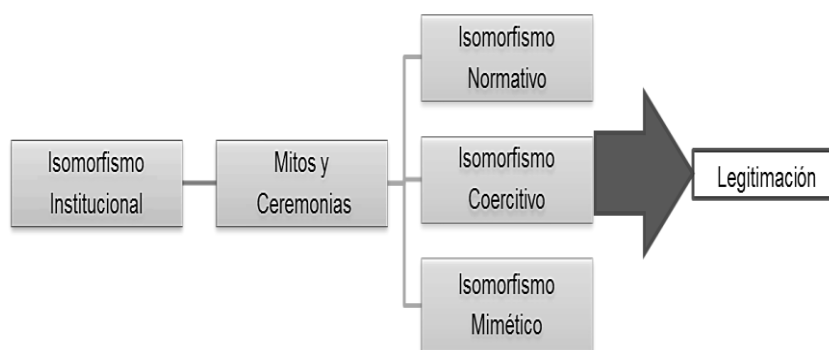 Isomorfismo
Institucional
Mitos y
Ceremonias
Isomorfismo
Normativo
Isomorfismo
Coercitivo
Isomorfismo
Mimético
Legitimación